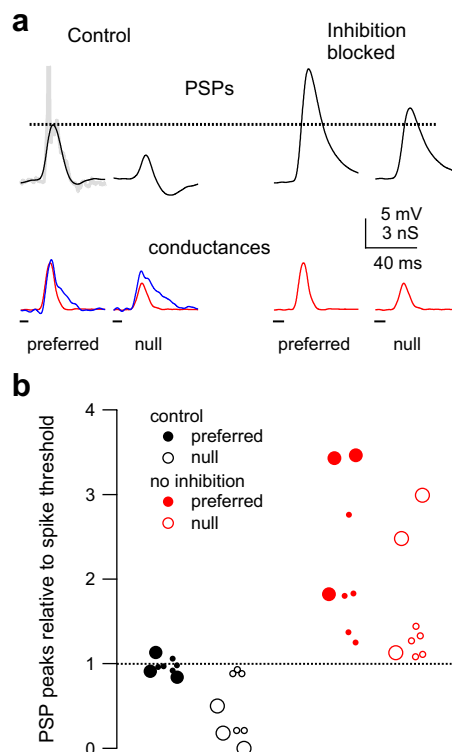 a
Control
Inhibition
blocked
PSPs
5 mV
3 nS
40 ms
conductances
preferred
null
preferred
null
b
PSP peaks relative to spike threshold
4
3
2
1
0
control
preferred
null
no inhibition
preferred
null